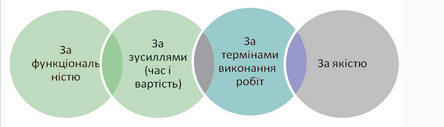 За
функціональ
ністю
За
зусиллями
(час і
вартість)
За
термінами
виконання
робіт
За якістю